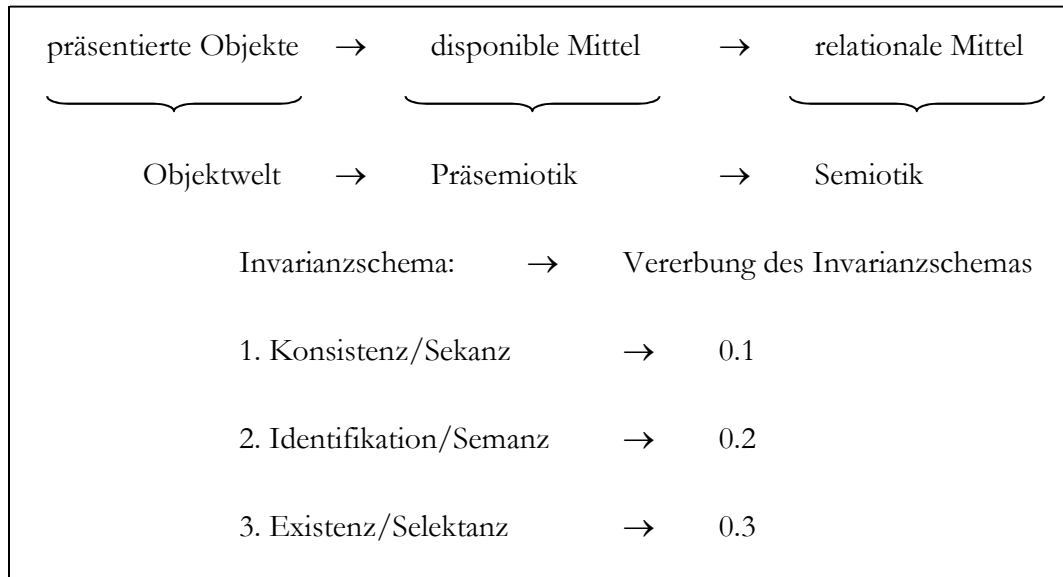 präsentierte Objekte → disponible Mittel → relationale Mittel
Objektwelt → Präsemiotik → Semiotik
Invarianzschema: → Vererbung des Invarianzschemas
1. Konsistenz/Sekanz → 0.1
2. Identifikation/Semanz → 0.2
3. Existenz/Selektanz → 0.3